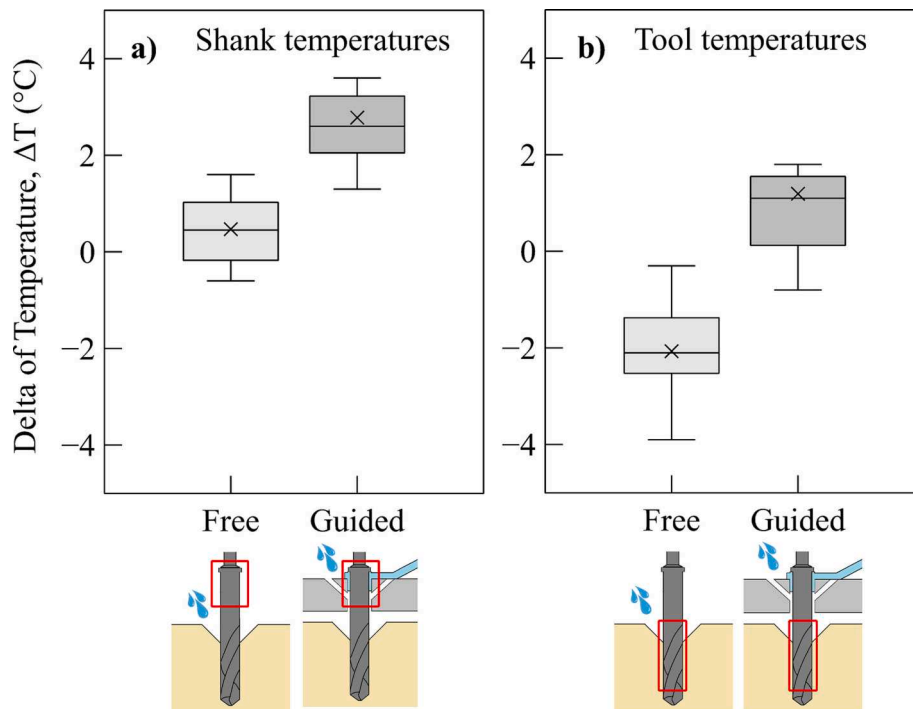 a) Shank temperatures
b) Tool temperatures
Delta of Temperature, ΔT (°C)
4
2
0
−2
−4
4
2
0
−2
−4
Free Guided
Free Guided